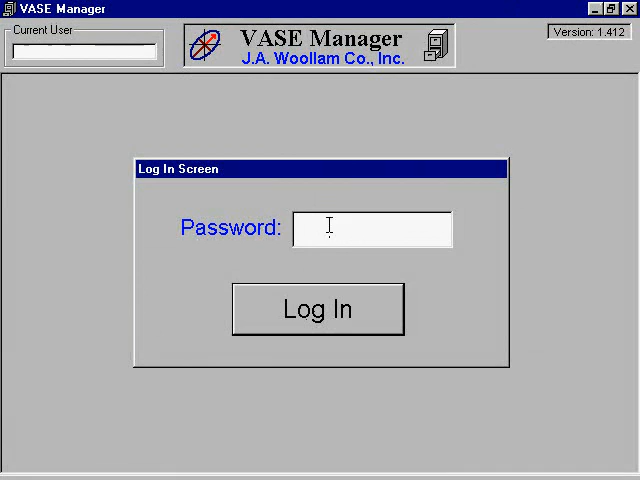 VASE Manager
Current User
VASE Manager
J.A. Woollam Co., Inc.
Version: 1.412
Log In Screen
Password:
Log In